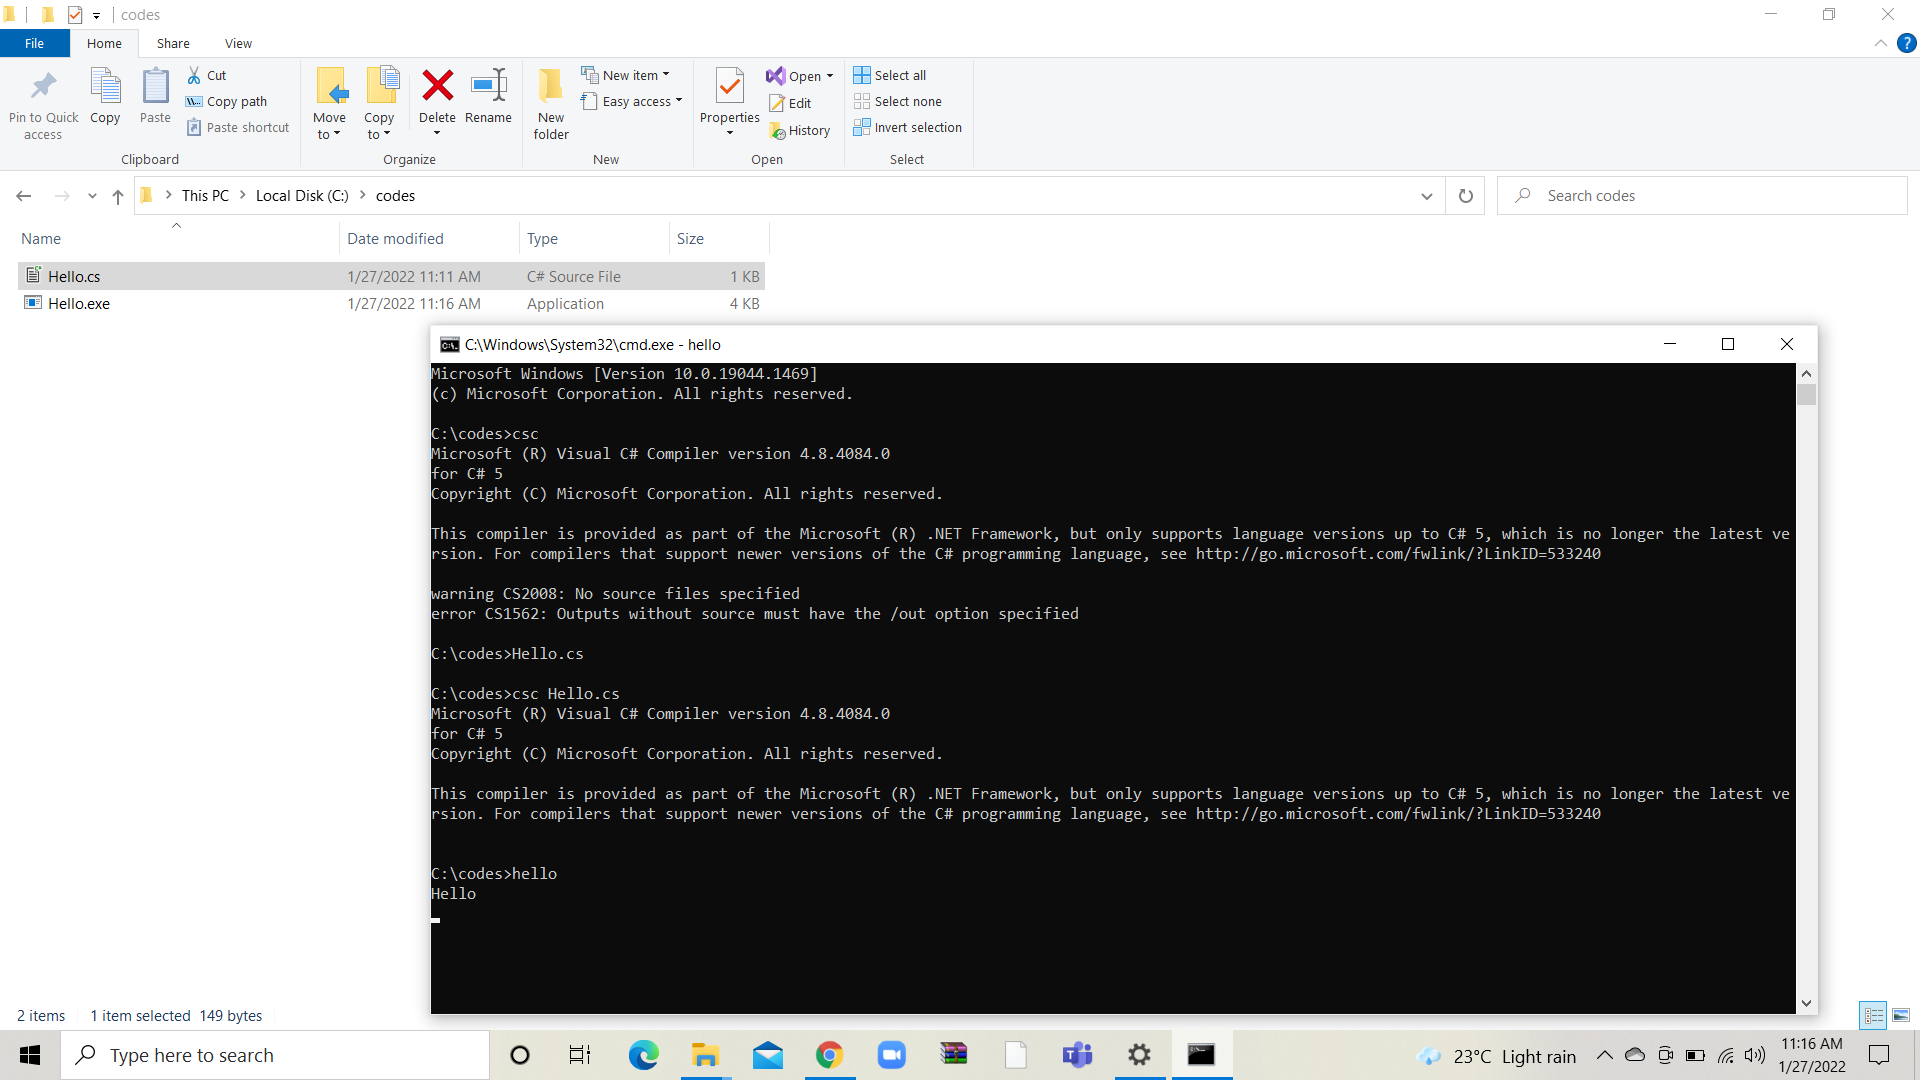 codes
File Home Share View
Pin to Quick access
Copy
Paste
Cut
Copy path
Paste shortcut
Clipboard
Move to
Copy to
Delete
Rename
Organize
New folder
New item
Easy access
New
Properties
Open
Edit
History
Open
Select all
Select none
Invert selection
Select
This PC > Local Disk (C:) > codes
Search codes
Name Date modified Type Size
Hello.cs 1/27/2022 11:11 AM C# Source File 1 KB
Hello.exe 1/27/2022 11:16 AM Application 4 KB
C:\Windows\System32\cmd.exe - hello
Microsoft Windows [Version 10.0.19044.1469]
(c) Microsoft Corporation. All rights reserved.
C:\codes>csc
Microsoft (R) Visual C# Compiler version 4.8.4084.0
for C# 5
Copyright (C) Microsoft Corporation. All rights reserved.
This compiler is provided as part of the Microsoft (R) .NET Framework, but only supports language versions up to C# 5, which is no longer the latest ve
rsion. For compilers that support newer versions of the C# programming language, see http://go.microsoft.com/fwlink/?LinkID=533240
warning CS2008: No source files specified
error CS1562: Outputs without source must have the /out option specified
C:\codes>Hello.cs
C:\codes>csc Hello.cs
Microsoft (R) Visual C# Compiler version 4.8.4084.0
for C# 5
Copyright (C) Microsoft Corporation. All rights reserved.
This compiler is provided as part of the Microsoft (R) .NET Framework, but only supports language versions up to C# 5, which is no longer the latest ve
rsion. For compilers that support newer versions of the C# programming language, see http://go.microsoft.com/fwlink/?LinkID=533240
C:\codes>hello
Hello
2 items 1 item selected 149 bytes
Type here to search
23°C Light rain
11:16 AM
1/27/2022